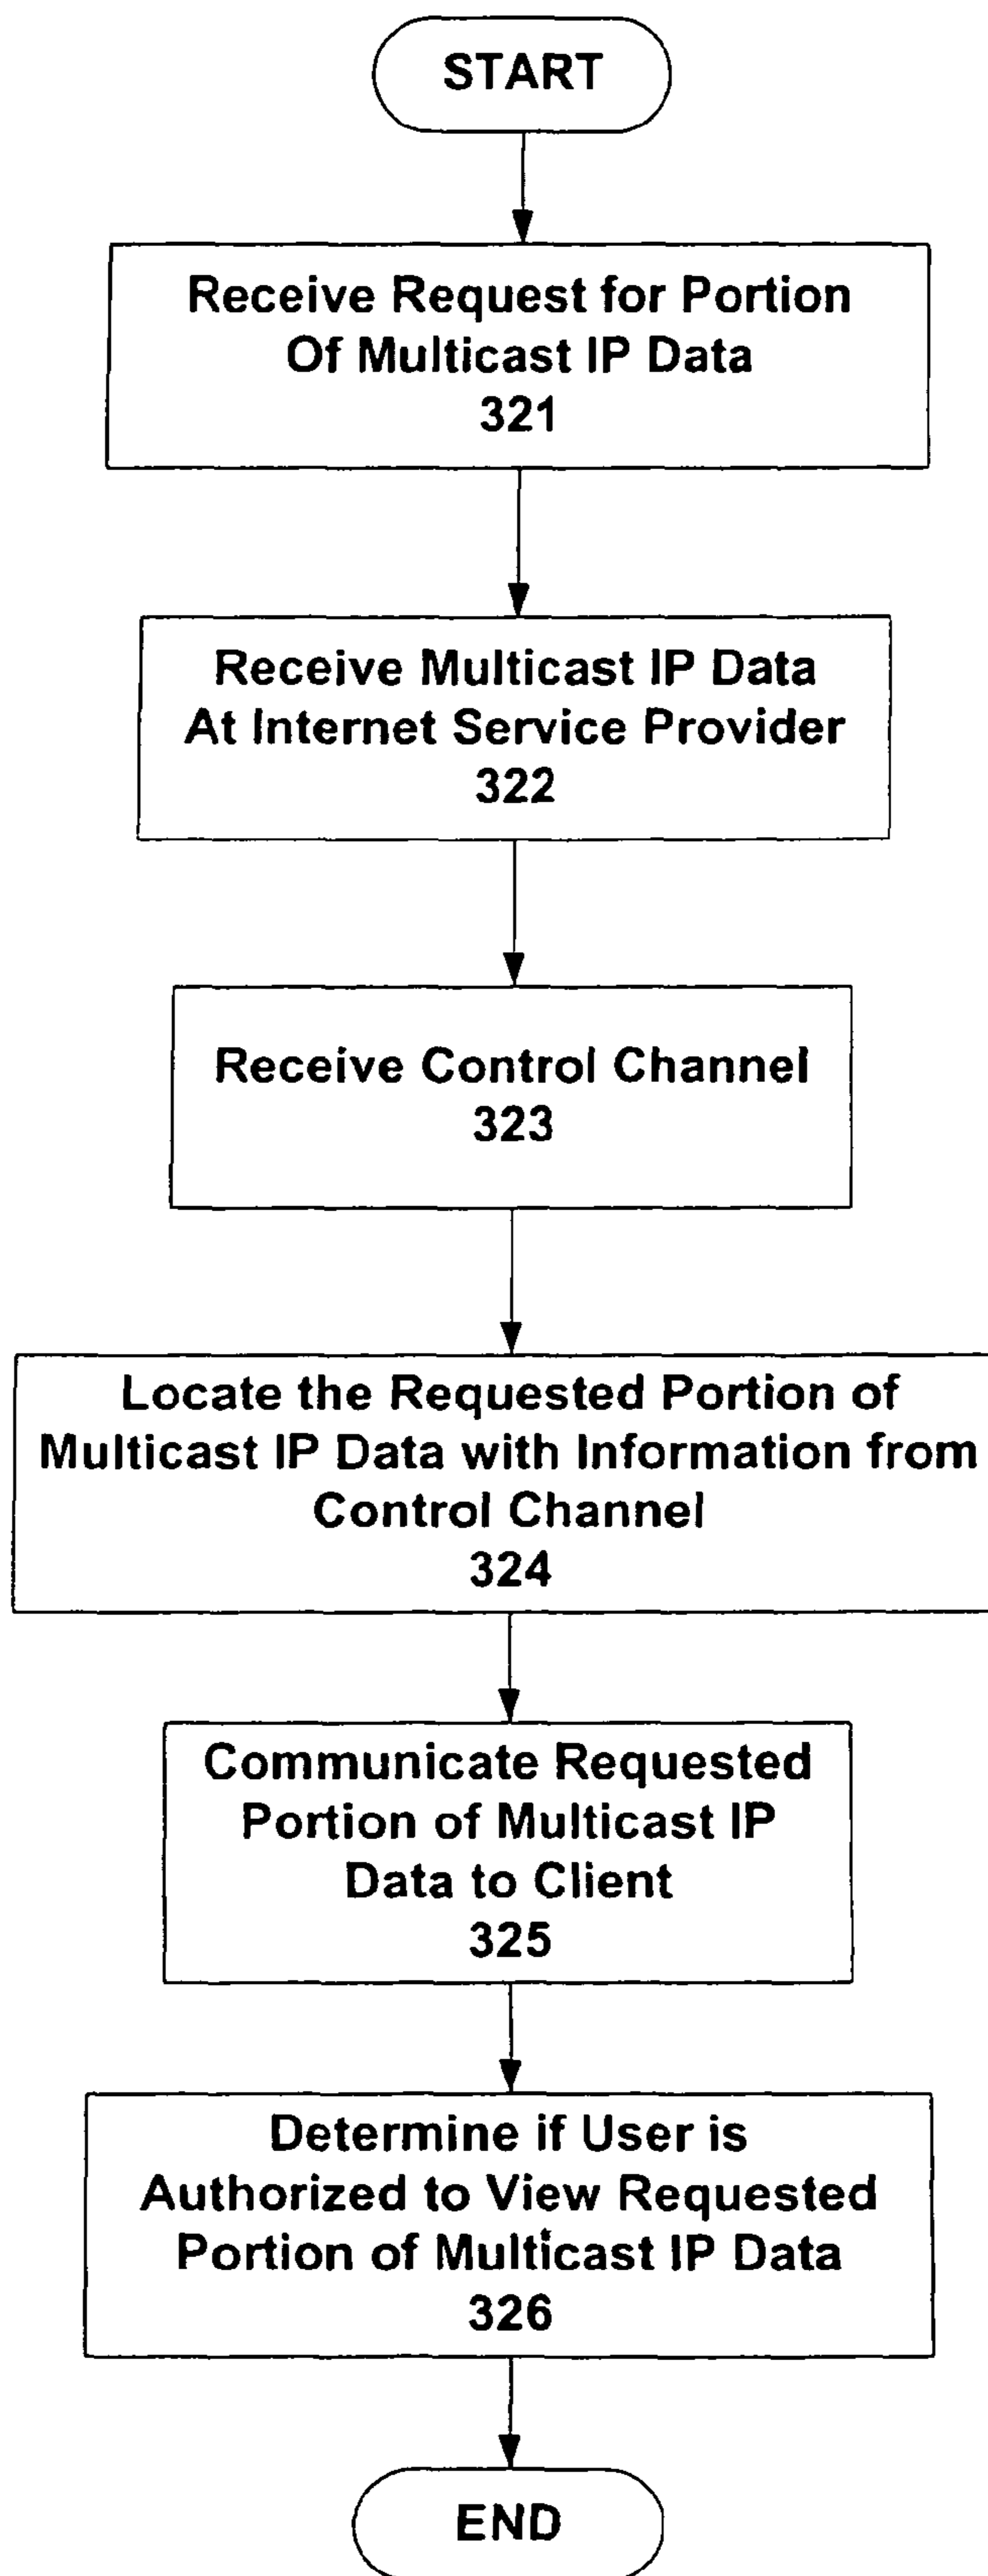 START
Receive Request for Portion
Of Multicast IP Data
321
Receive Multicast IP Data
At Internet Service Provider
322
Receive Control Channel
323
Locate the Requested Portion of
Multicast IP Data with Information from
Control Channel
324
Communicate Requested
Portion of Multicast IP
Data to Client
325
Determine if User is
Authorized to View Requested
Portion of Multicast IP Data
326
END